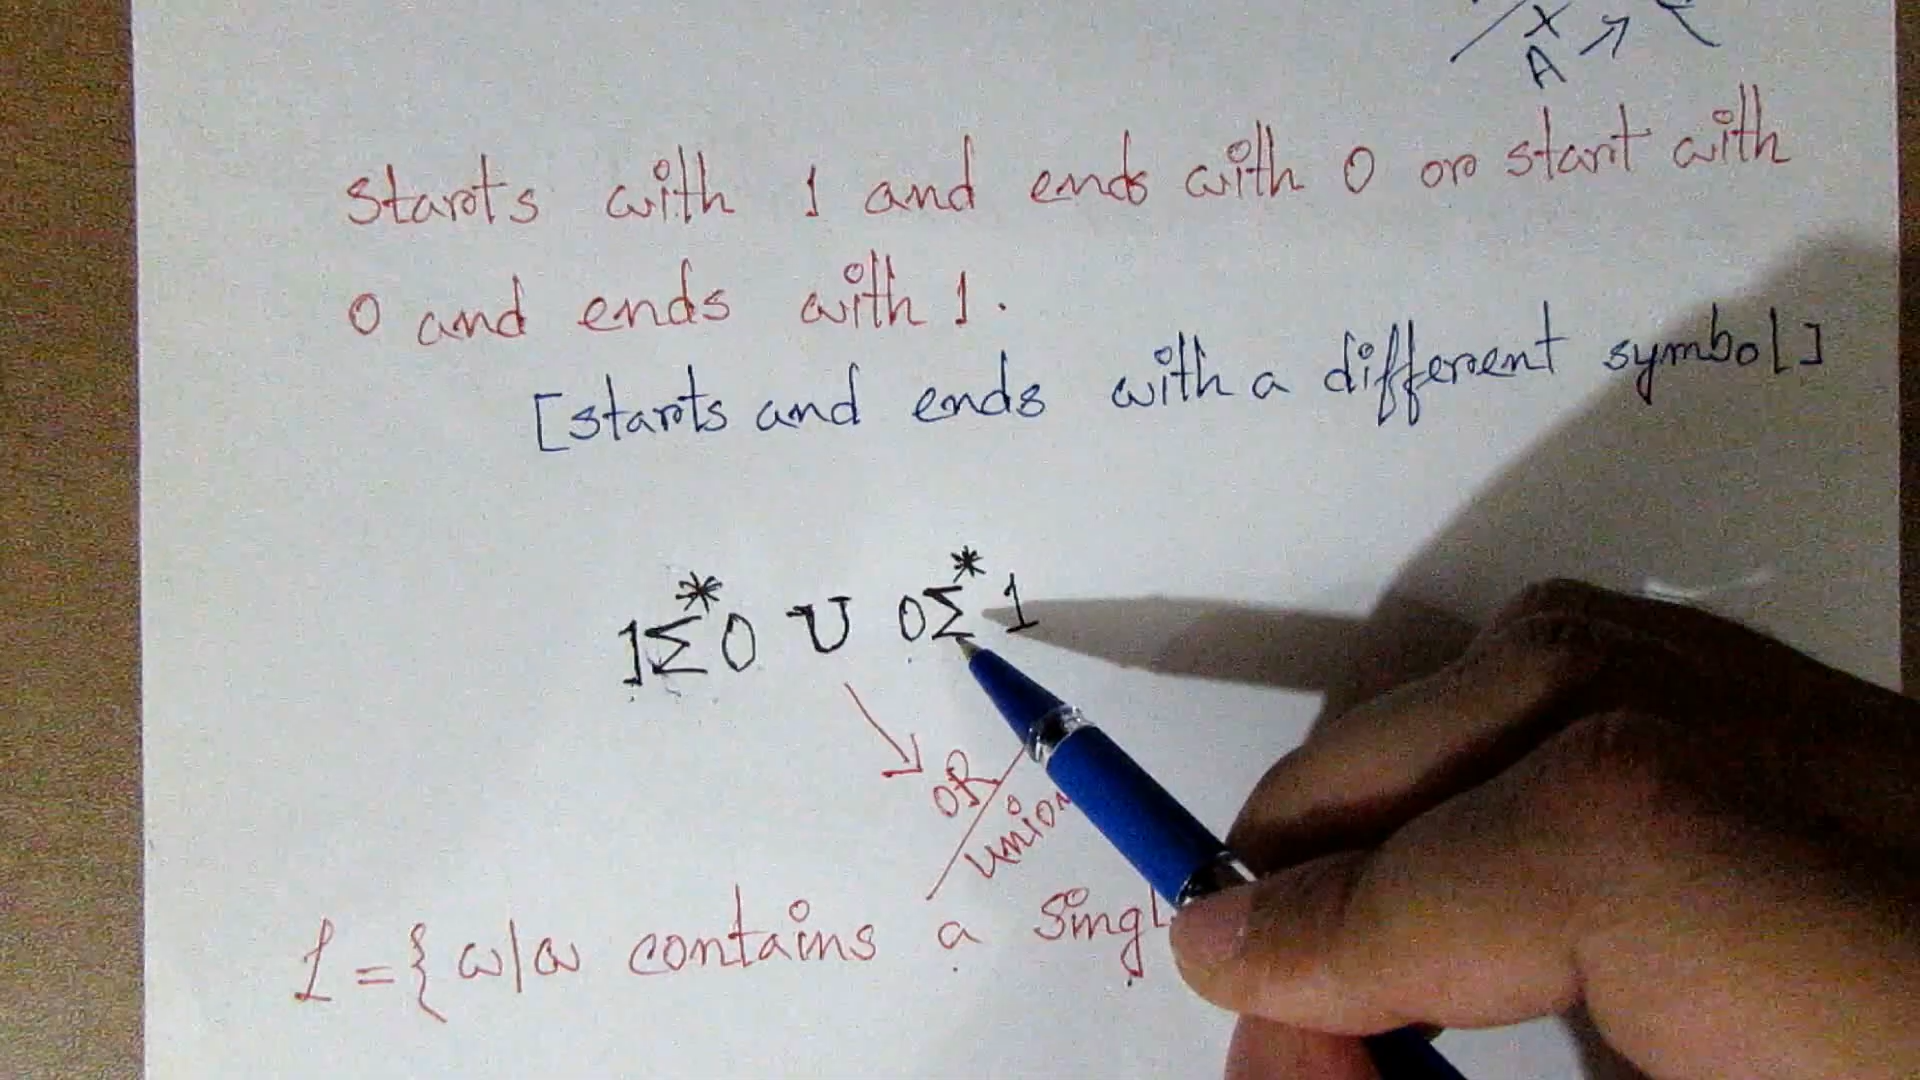 X
A →
starts with 1 and ends with 0 or start with
0 and ends with 1.
[starts and ends with a different symbol]
1Σ*0 ∪ 0Σ*1
OR
union
L = { w/w contains a singl